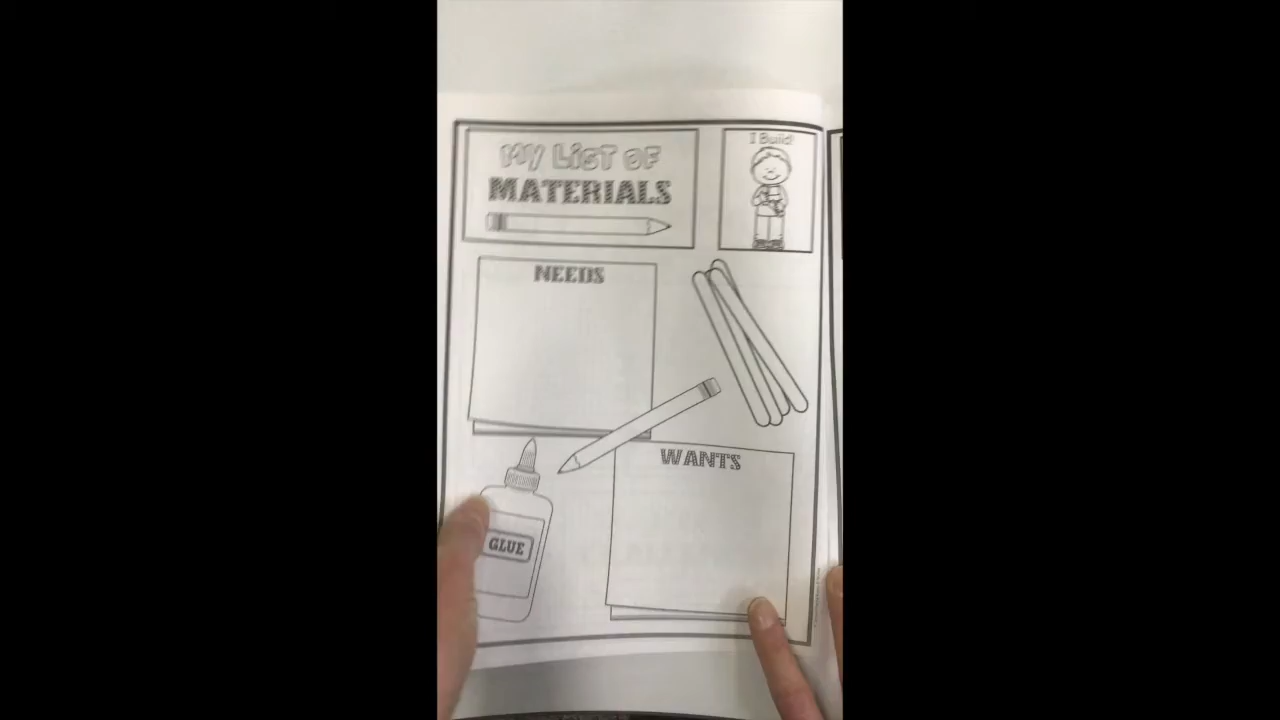 My LiST OF
MATERIALS
I Build!
NEEDS
WANTS
GLUE